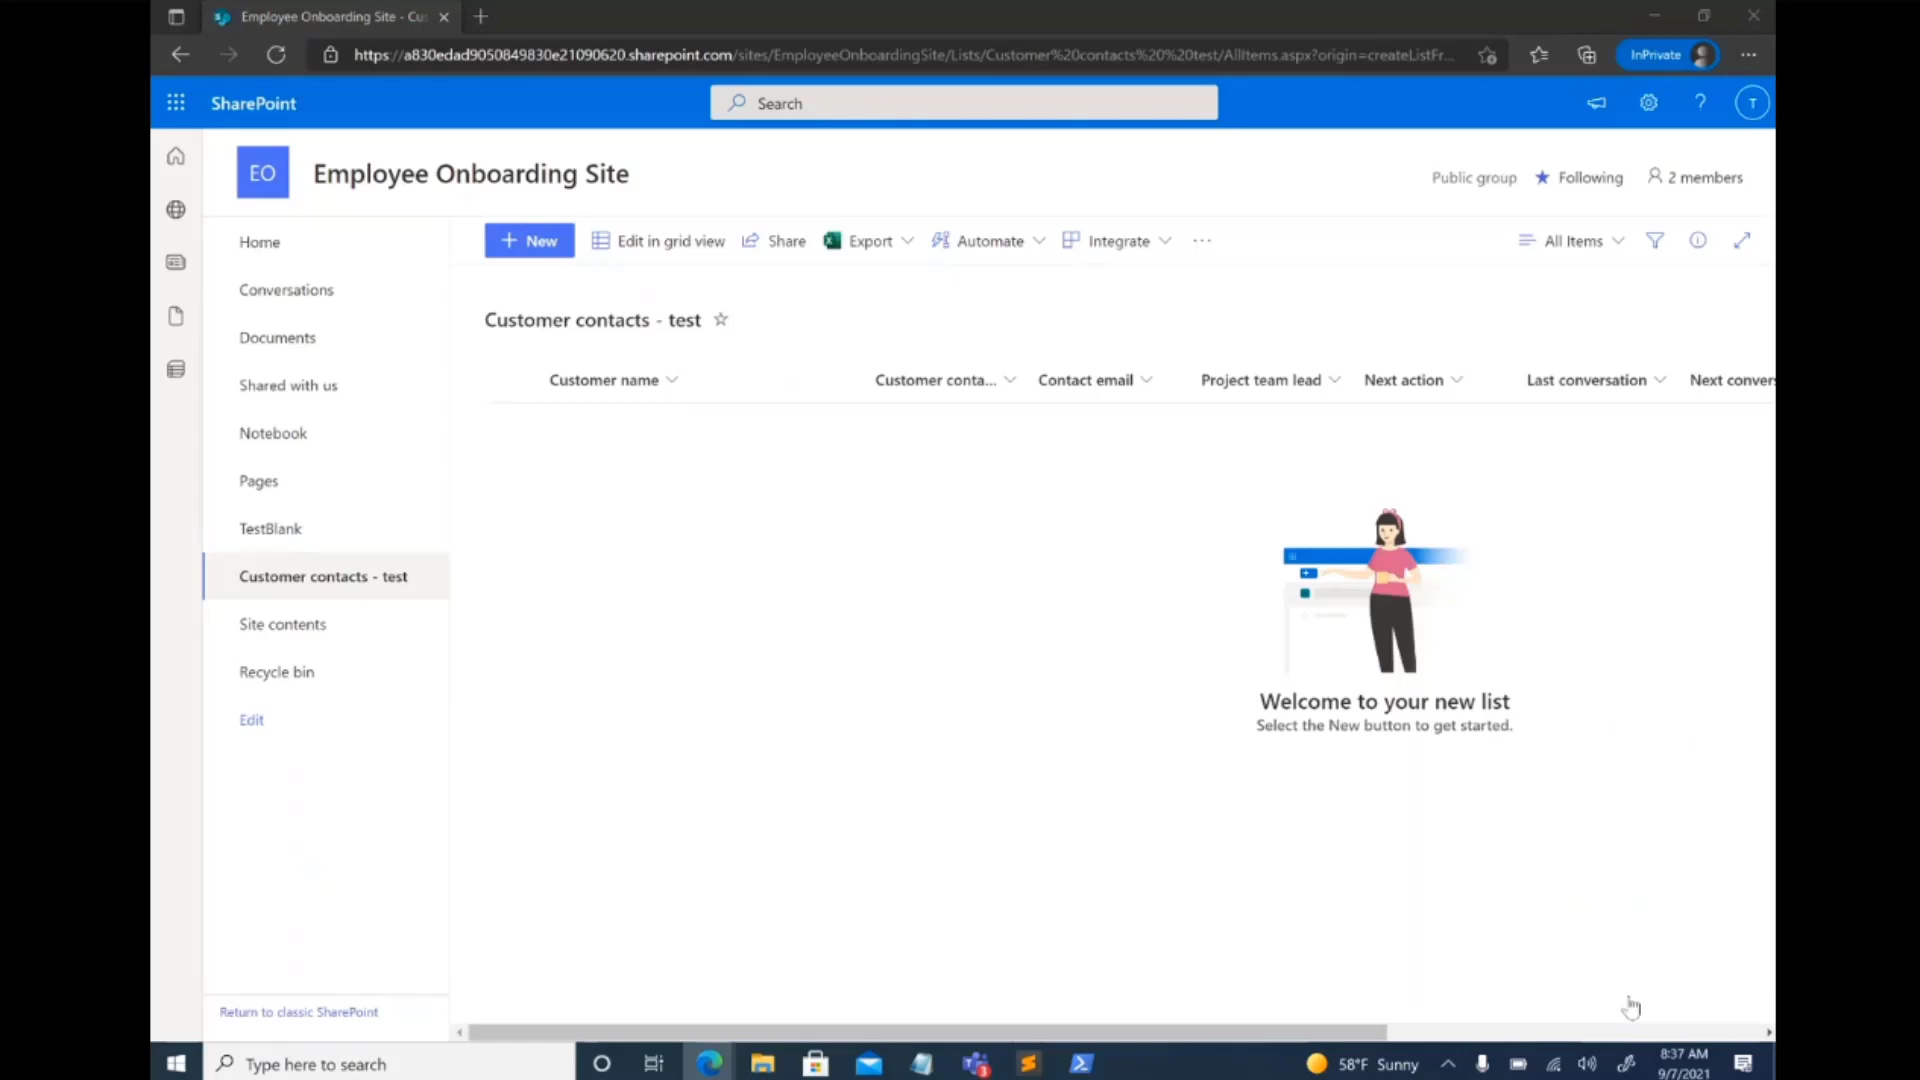 Employee Onboarding Site - Cus
https://a830edad9050849830e21090620.sharepoint.com/sites/EmployeeOnboardingSite/Lists/Customer%20contacts%20%20test/AllItems.aspx?origin=createListFr...
InPrivate
SharePoint
Search
?
T
EO
Employee Onboarding Site
Public group
Following
2 members
Home
Conversations
Documents
Shared with us
Notebook
Pages
TestBlank
Customer contacts - test
Site contents
Recycle bin
Edit
Return to classic SharePoint
+ New
Edit in grid view
Share
Export
Automate
Integrate
...
All Items
Customer contacts - test
Customer name
Customer conta...
Contact email
Project team lead
Next action
Last conversation
Next convers
Welcome to your new list
Select the New button to get started.
Type here to search
3
58°F Sunny
8:37 AM
9/7/2021